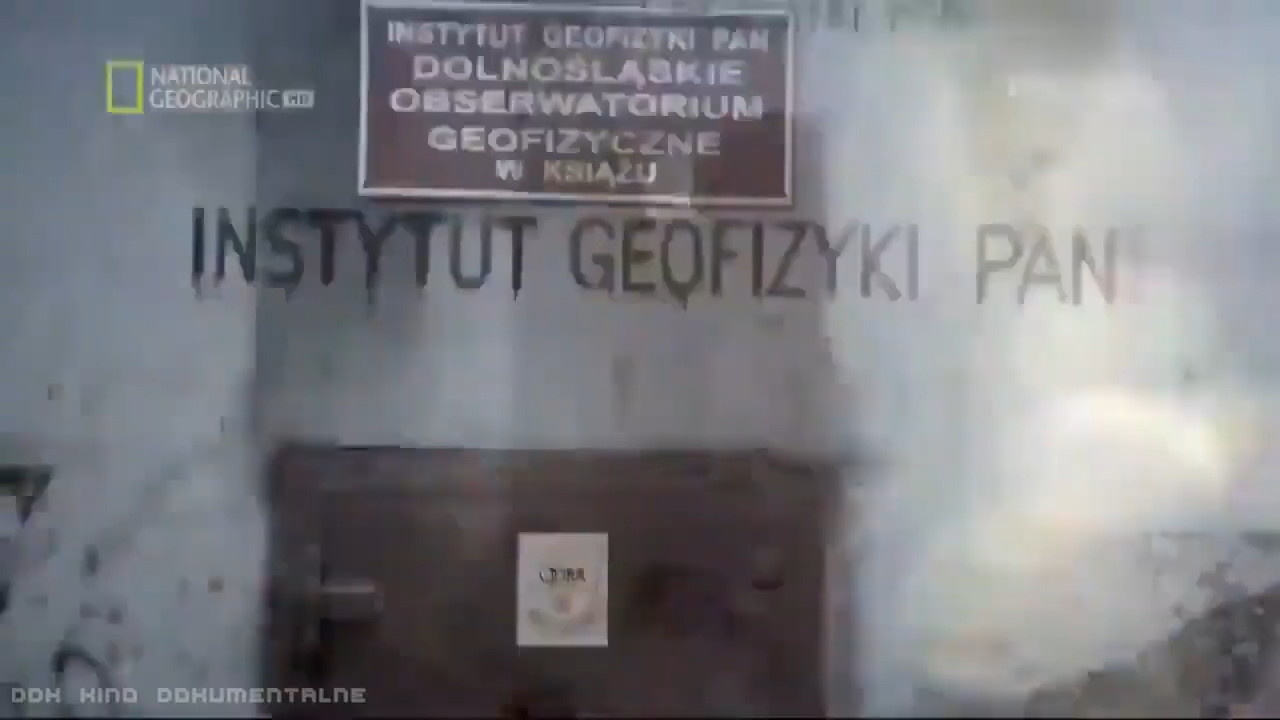 INSTYTUT GEOFIZYKI PAN
DOLNOŚLĄSKIE
OBSERWATORIUM
GEOFIZYCZNE
W KSIĄŻU
NATIONAL
GEOGRAPHIC HD
INSTYTUT GEOFIZYKI PAN
DDK KINO DOKUMENTALNE